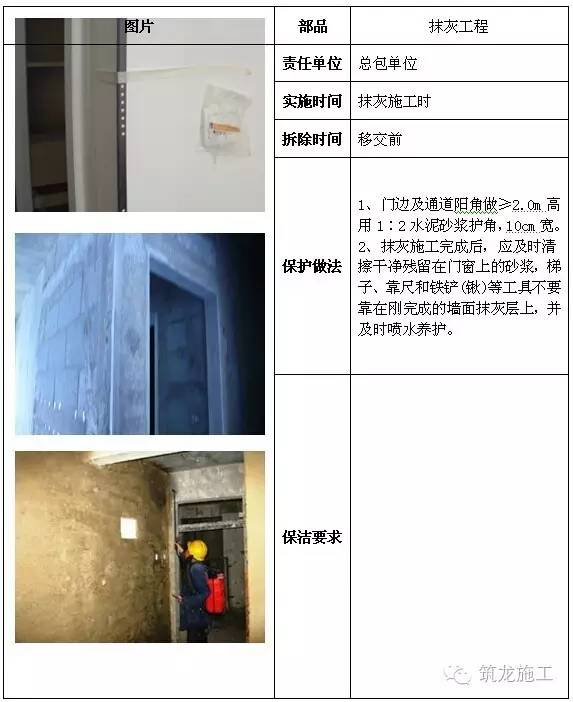 图片 部品 抹灰工程
责任单位 总包单位
实施时间 抹灰施工时
拆除时间 移交前
保护做法
1、门边及通道阳角做≥2.0m高
用1：2水泥砂浆护角，10cm宽。
2、抹灰施工完成后，应及时清
擦干净残留在门窗上的砂浆，梯
子、靠尺和铁铲(锹)等工具不要
靠在刚完成的墙面抹灰层上，并
及时喷水养护。
保洁要求
筑龙施工